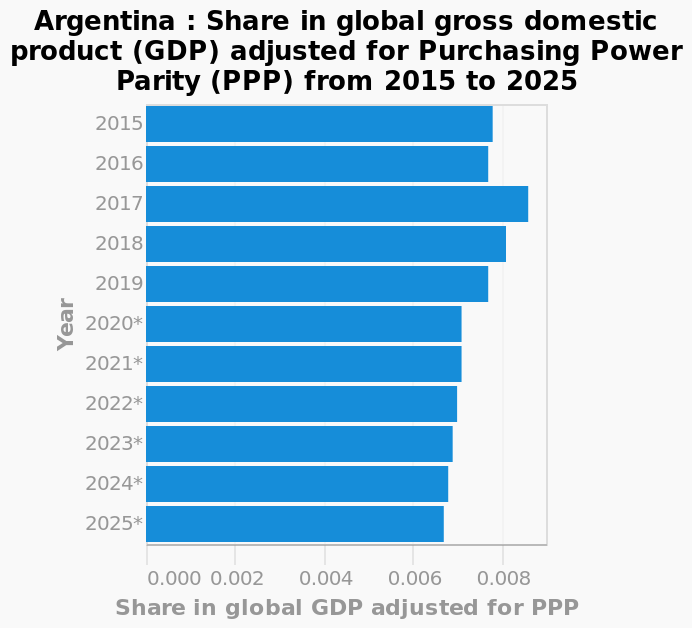 Argentina : Share in global gross domestic
product (GDP) adjusted for Purchasing Power
Parity (PPP) from 2015 to 2025
2015
2016
2017
2018
2019
2020*
2021*
2022*
2023*
2024*
2025*
Year
0.000 0.002 0.004 0.006 0.008
Share in global GDP adjusted for PPP